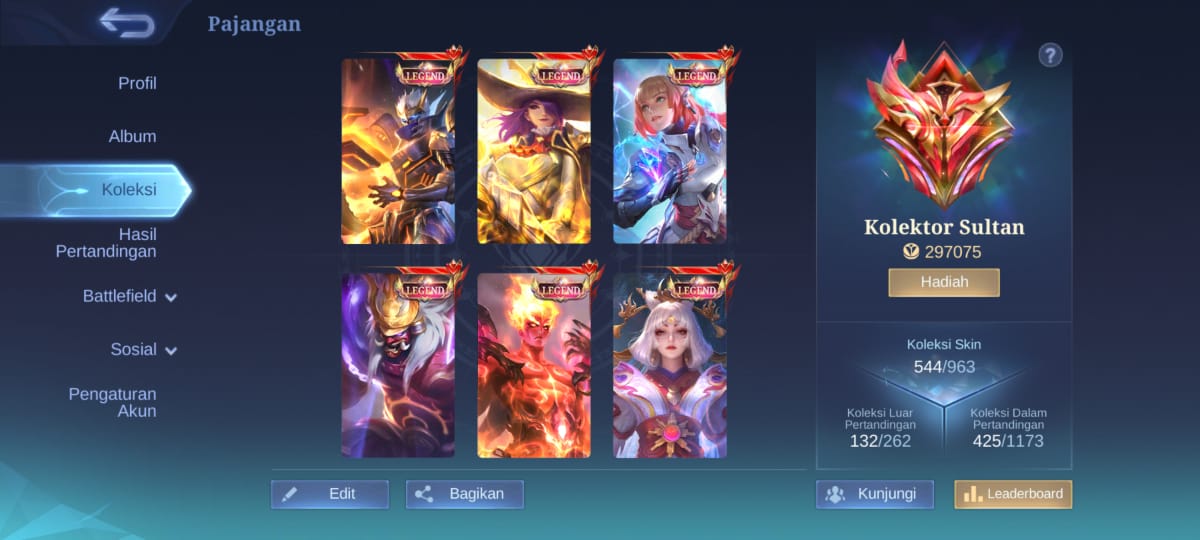 Pajangan
Profil
Album
Koleksi
Hasil
Pertandingan
Battlefield
Sosial
Pengaturan
Akun
LEGEND
LEGEND
LEGEND
LEGEND
LEGEND
LEGEND
Edit
Bagikan
?
Kolektor Sultan
297075
Hadiah
Koleksi Skin
544/963
Koleksi Luar
Pertandingan
132/262
Koleksi Dalam
Pertandingan
425/1173
Kunjungi
Leaderboard